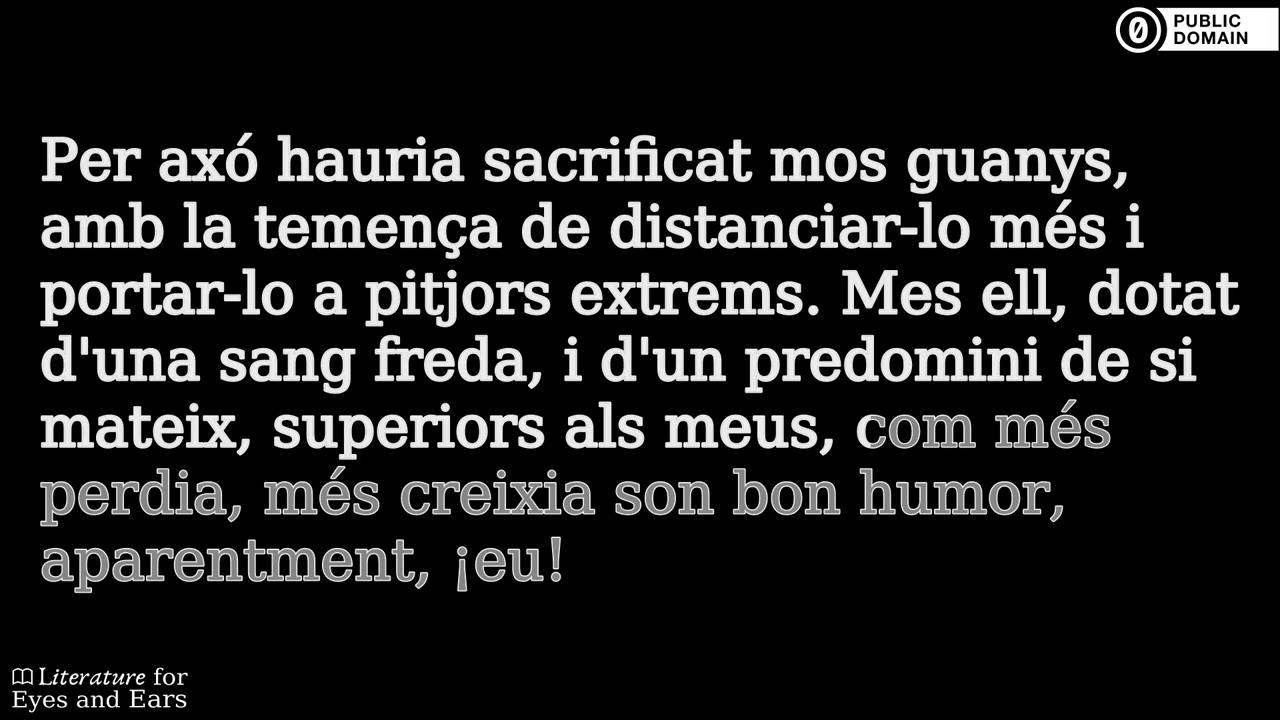 PUBLIC
DOMAIN
Per axó hauria sacrificat mos guanys,
amb la temença de distanciar-lo més i
portar-lo a pitjors extrems. Mes ell, dotat
d'una sang freda, i d'un predomini de si
mateix, superiors als meus, com més
perdia, més creixia son bon humor,
aparentment, ¡eu!
Literature for
Eyes and Ears